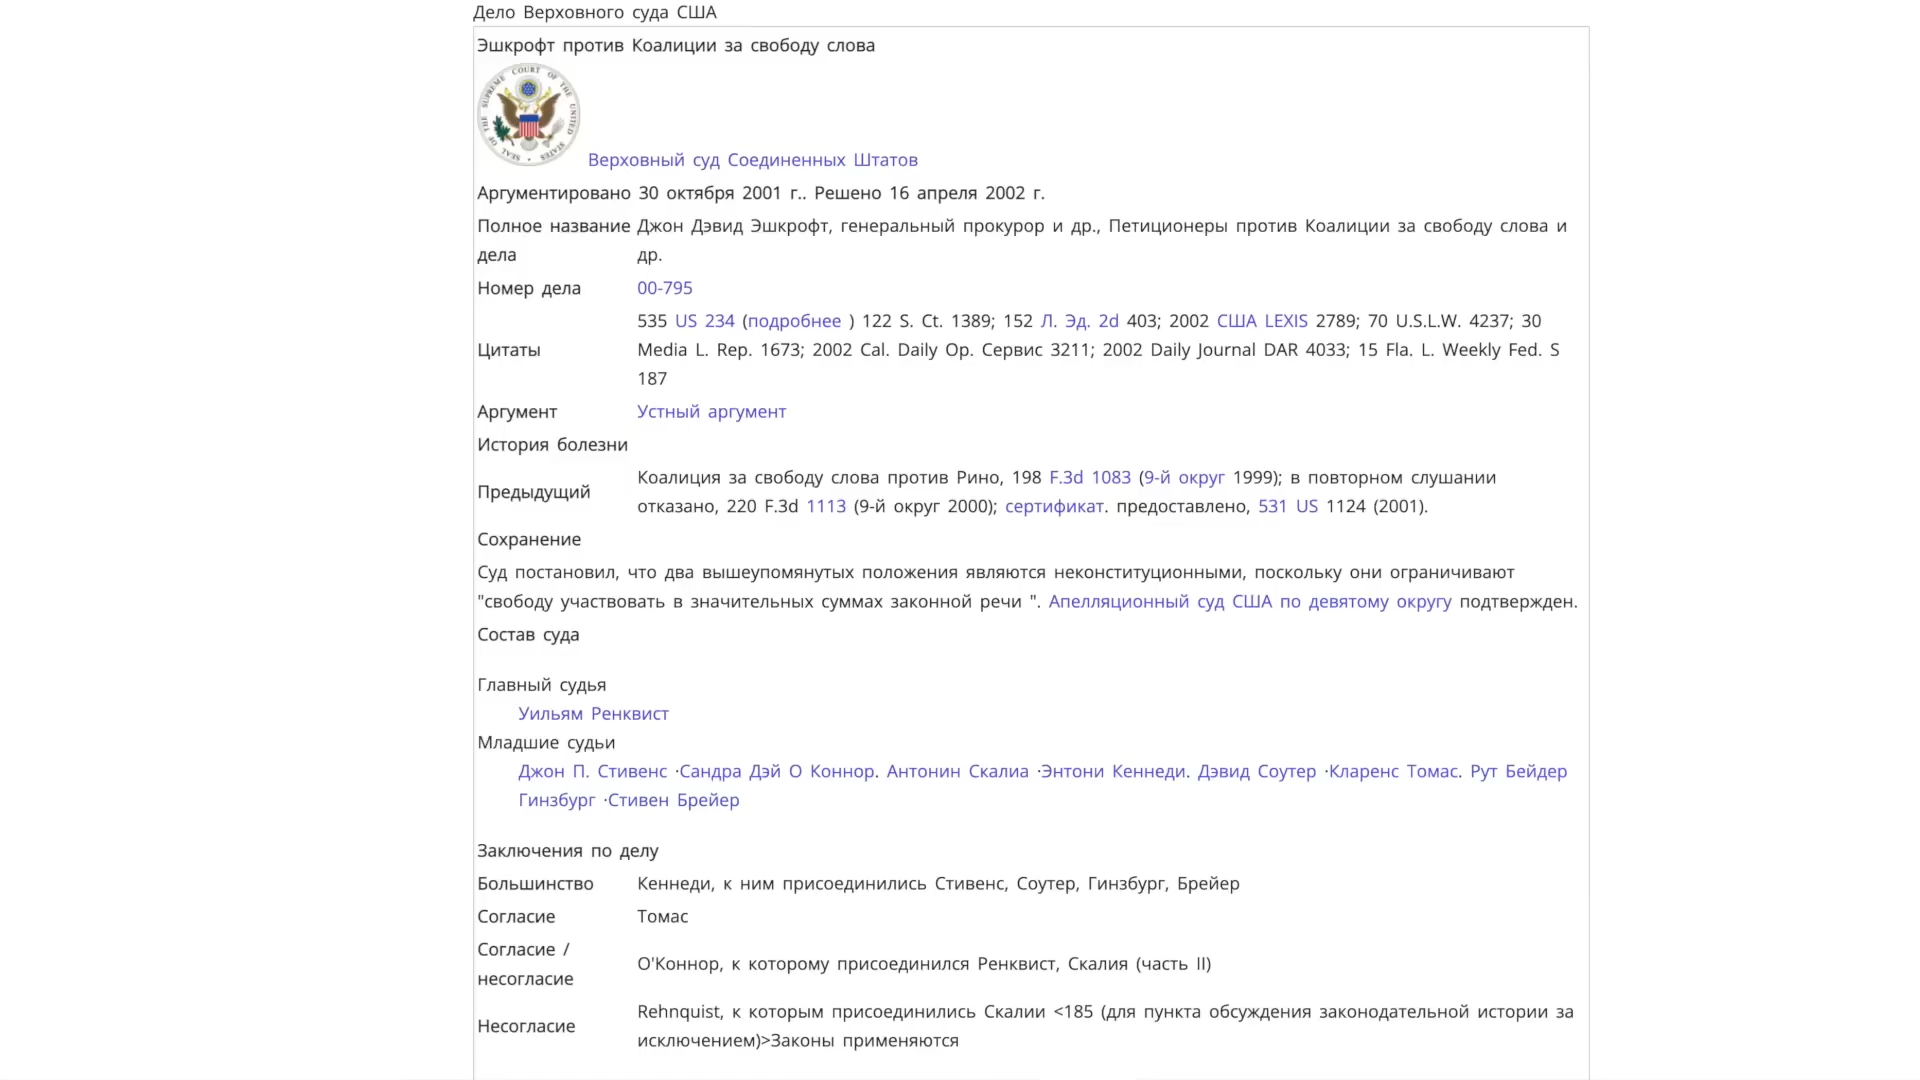 Дело Верховного суда США
Эшкрофт против Коалиции за свободу слова
SEAL OF THE SUPREME COURT OF THE UNITED STATES
Верховный суд Соединенных Штатов
Аргументировано 30 октября 2001 г.. Решено 16 апреля 2002 г.
Полное название дела
Джон Дэвид Эшкрофт, генеральный прокурор и др., Петиционеры против Коалиции за свободу слова и
др.
Номер дела 00-795
Цитаты
535 US 234 (подробнее ) 122 S. Ct. 1389; 152 Л. Эд. 2d 403; 2002 США LEXIS 2789; 70 U.S.L.W. 4237; 30
Media L. Rep. 1673; 2002 Cal. Daily Op. Сервис 3211; 2002 Daily Journal DAR 4033; 15 Fla. L. Weekly Fed. S
187
Аргумент Устный аргумент
История болезни
Предыдущий
Коалиция за свободу слова против Рино, 198 F.3d 1083 (9-й округ 1999); в повторном слушании
отказано, 220 F.3d 1113 (9-й округ 2000); сертификат. предоставлено, 531 US 1124 (2001).
Сохранение
Суд постановил, что два вышеупомянутых положения являются неконституционными, поскольку они ограничивают
"свободу участвовать в значительных суммах законной речи ". Апелляционный суд США по девятому округу подтвержден.
Состав суда
Главный судья
Уильям Ренквист
Младшие судьи
Джон П. Стивенс ·Сандра Дэй О Коннор. Антонин Скалиа ·Энтони Кеннеди. Дэвид Соутер ·Кларенс Томас. Рут Бейдер
Гинзбург ·Стивен Брейер
Заключения по делу
Большинство Кеннеди, к ним присоединились Стивенс, Соутер, Гинзбург, Брейер
Согласие Томас
Согласие /
несогласие
О'Коннор, к которому присоединился Ренквист, Скалия (часть II)
Несогласие
Rehnquist, к которым присоединились Скалии <185 (для пункта обсуждения законодательной истории за
исключением)>Законы применяются